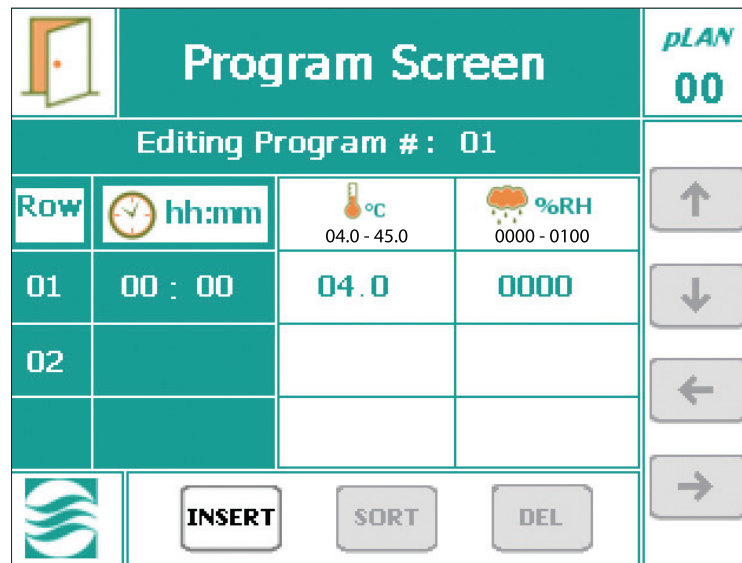 Program Screen
pLAN
00
Editing Program #: 01
Row hh:mm °C %RH
04.0 - 45.0 0000 - 0100
01 00 : 00 04.0 0000
02
INSERT SORT DEL